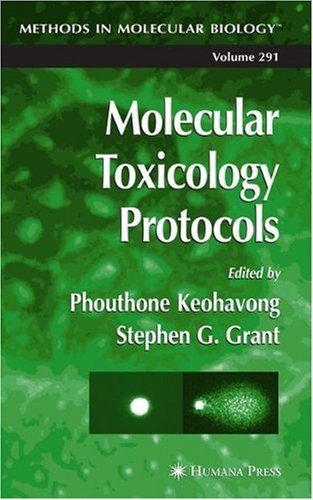 METHODS IN MOLECULAR BIOLOGY™
Volume 291
Molecular
Toxicology
Protocols
Edited by
Phouthone Keohavong
Stephen G. Grant
HUMANA PRESS